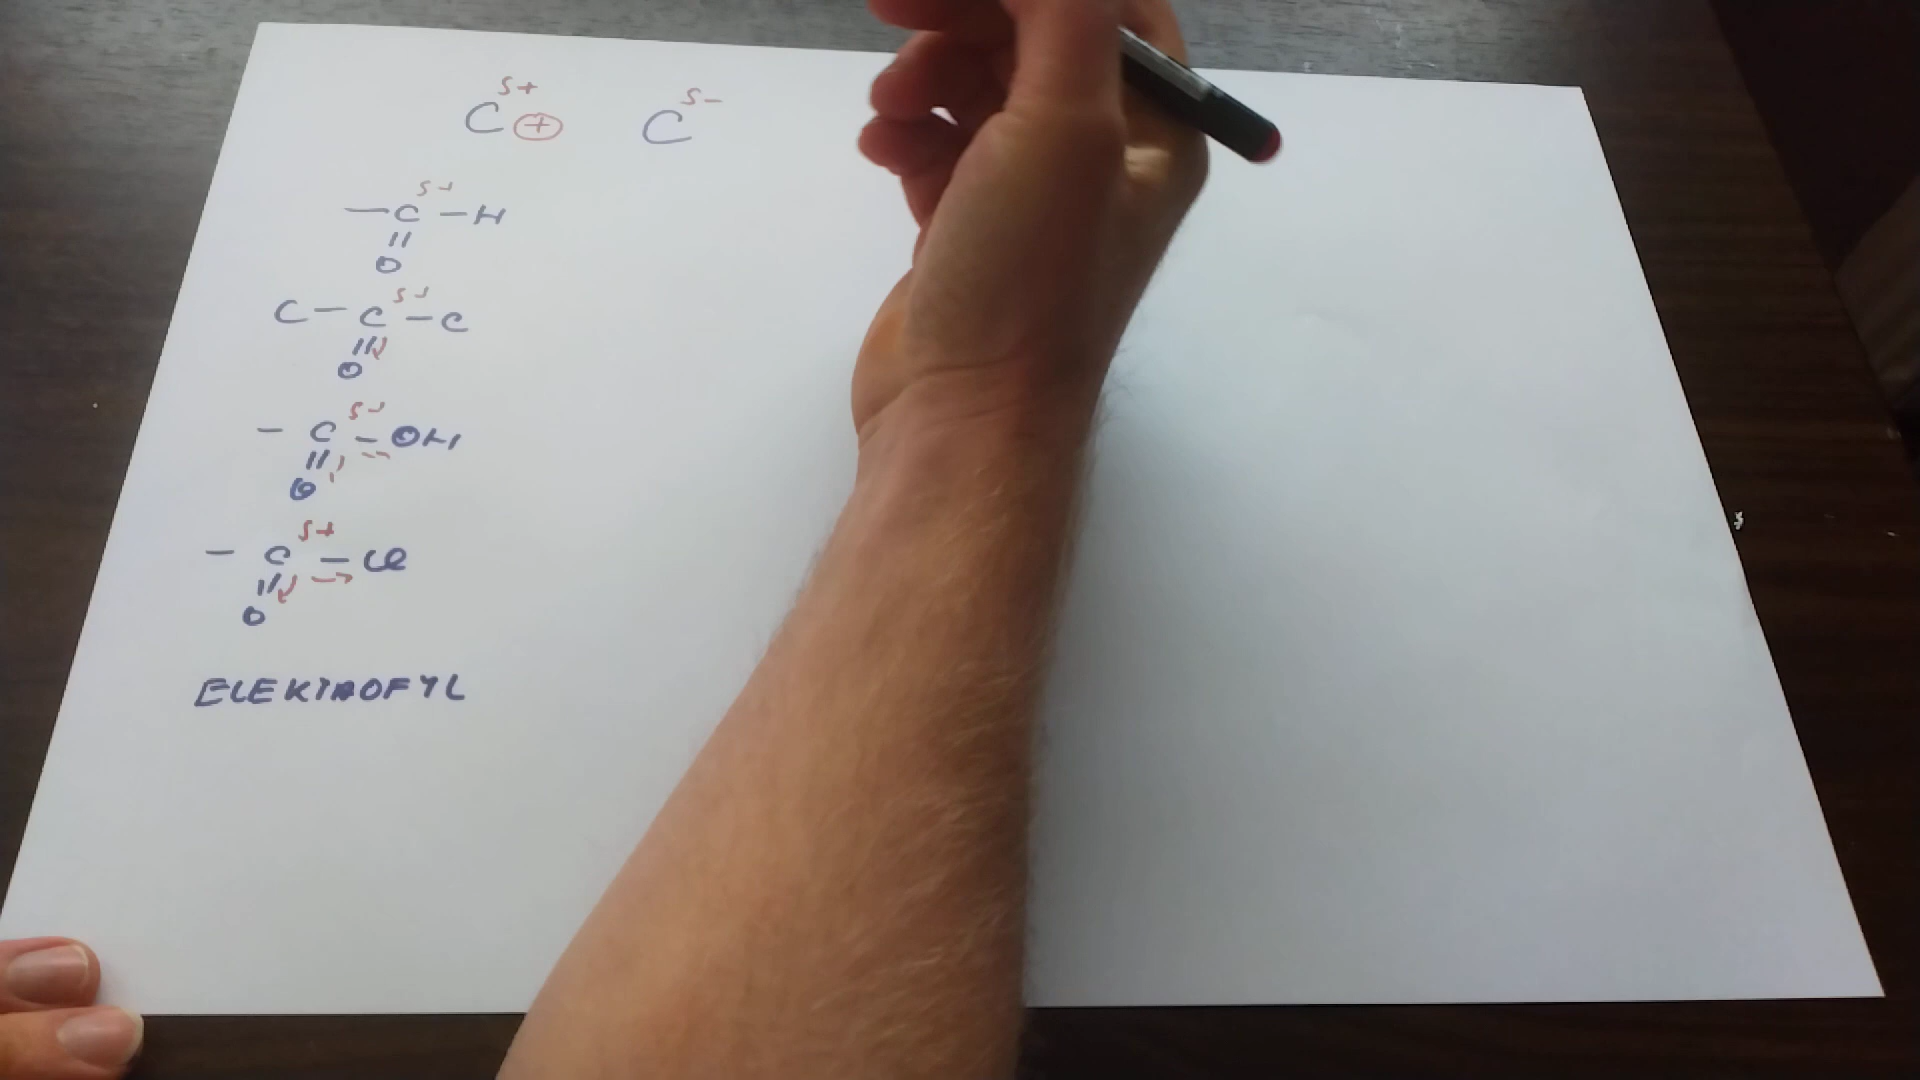 C δ+ ⊕ C δ-
δ+
— C — H
||
O
δ+
C — C — C
||
O
δ+
— C — OH
||
O
δ+
— C — Cl
||
O
ELEKTROFYL